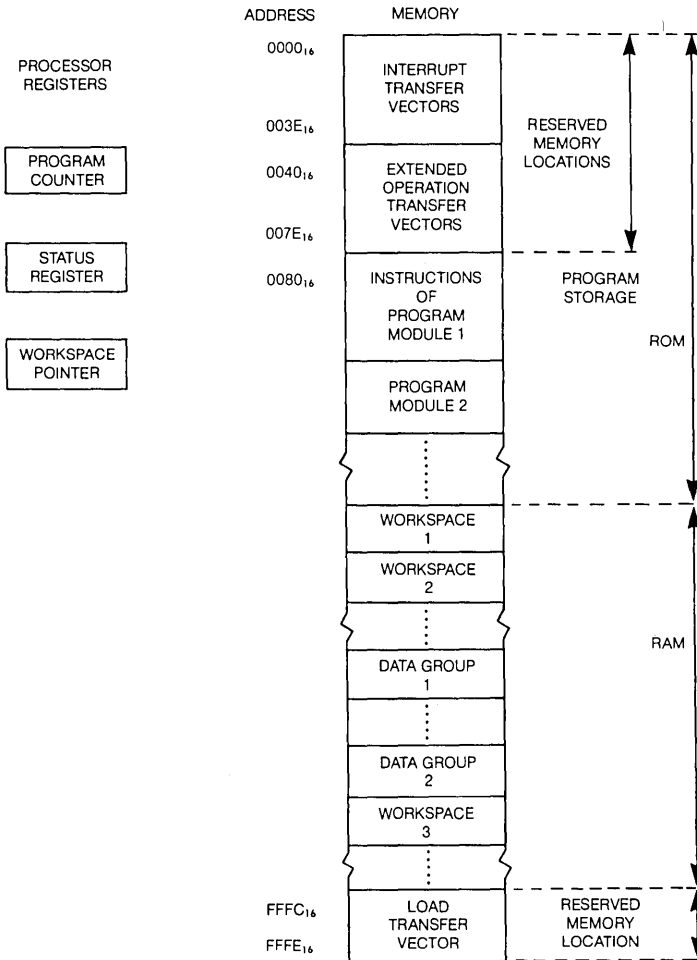 ADDRESS MEMORY
PROCESSOR
REGISTERS
PROGRAM
COUNTER
STATUS
REGISTER
WORKSPACE
POINTER
0000₁₆
003E₁₆
0040₁₆
007E₁₆
0080₁₆
FFFC₁₆
FFFE₁₆
INTERRUPT
TRANSFER
VECTORS
EXTENDED
OPERATION
TRANSFER
VECTORS
INSTRUCTIONS
OF
PROGRAM
MODULE 1
PROGRAM
MODULE 2
WORKSPACE
1
WORKSPACE
2
DATA GROUP
1
DATA GROUP
2
WORKSPACE
3
LOAD
TRANSFER
VECTOR
RESERVED
MEMORY
LOCATIONS
PROGRAM
STORAGE
ROM
RAM
RESERVED
MEMORY
LOCATION